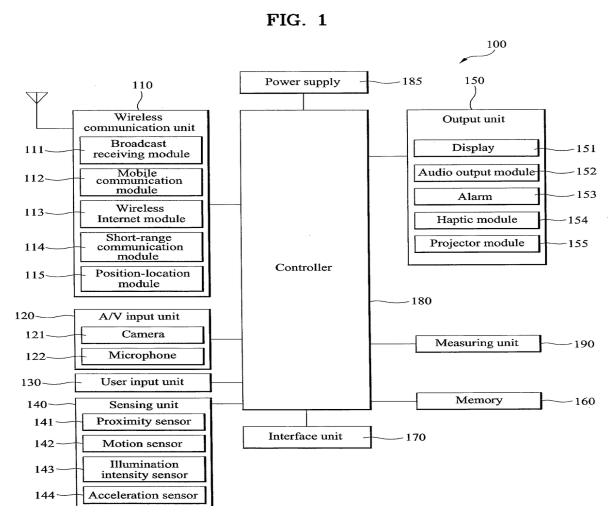 FIG. 1
100
Power supply
185
110
Wireless
communication unit
111
Broadcast
receiving module
112
Mobile
communication
module
113
Wireless
Internet module
114
Short-range
communication
module
115
Position-location
module
120
A/V input unit
121
Camera
122
Microphone
130
User input unit
140
Sensing unit
141
Proximity sensor
142
Motion sensor
143
Illumination
intensity sensor
144
Acceleration sensor
Controller
180
Interface unit
170
150
Output unit
Display
151
Audio output module
152
Alarm
153
Haptic module
154
Projector module
155
Measuring unit
190
Memory
160